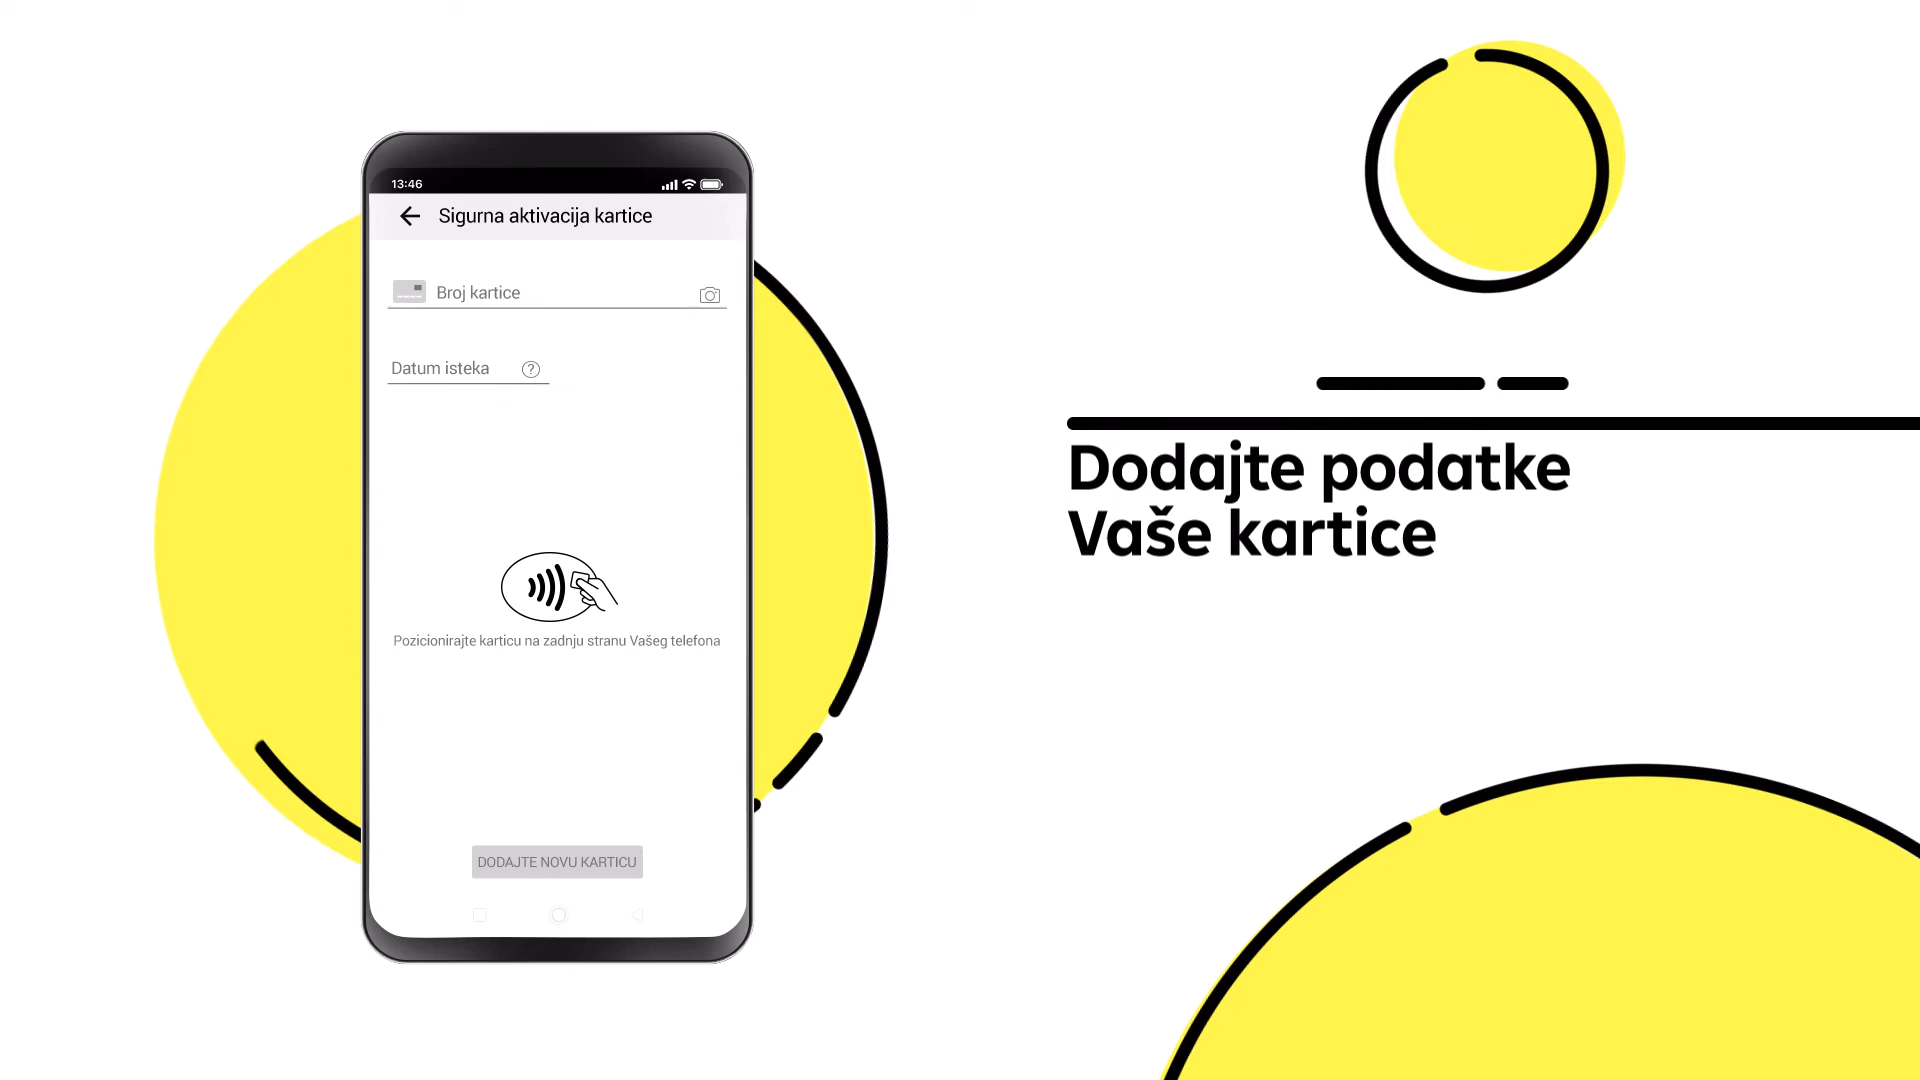 13:46
Sigurna aktivacija kartice
Broj kartice
Datum isteka ?
Pozicionirajte karticu na zadnju stranu Vašeg telefona
DODAJTE NOVU KARTICU
Dodajte podatke
Vaše kartice